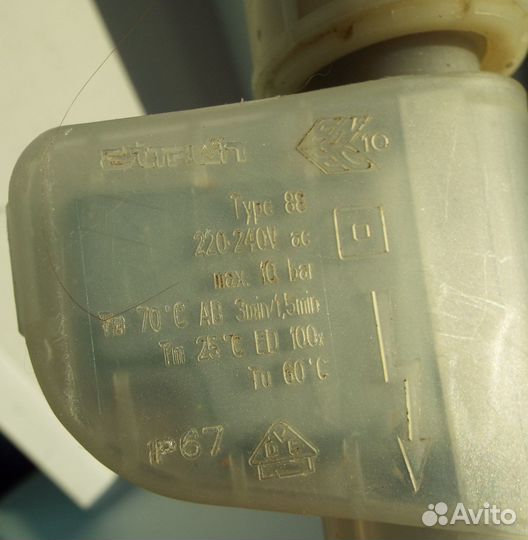 Bitron
10
Type 88
220-240V ac
max. 10 bar
70°C AB 3min/1,5min
Tm 25°C ED 100%
Tu 60°C
IP67
Avito